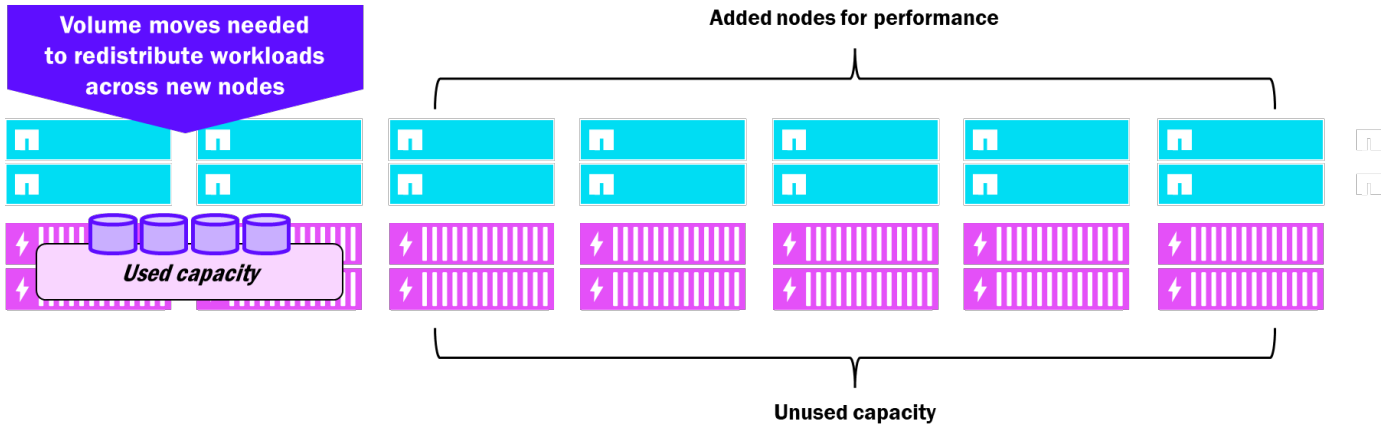 Volume moves needed
to redistribute workloads
across new nodes
Added nodes for performance
Used capacity
Unused capacity